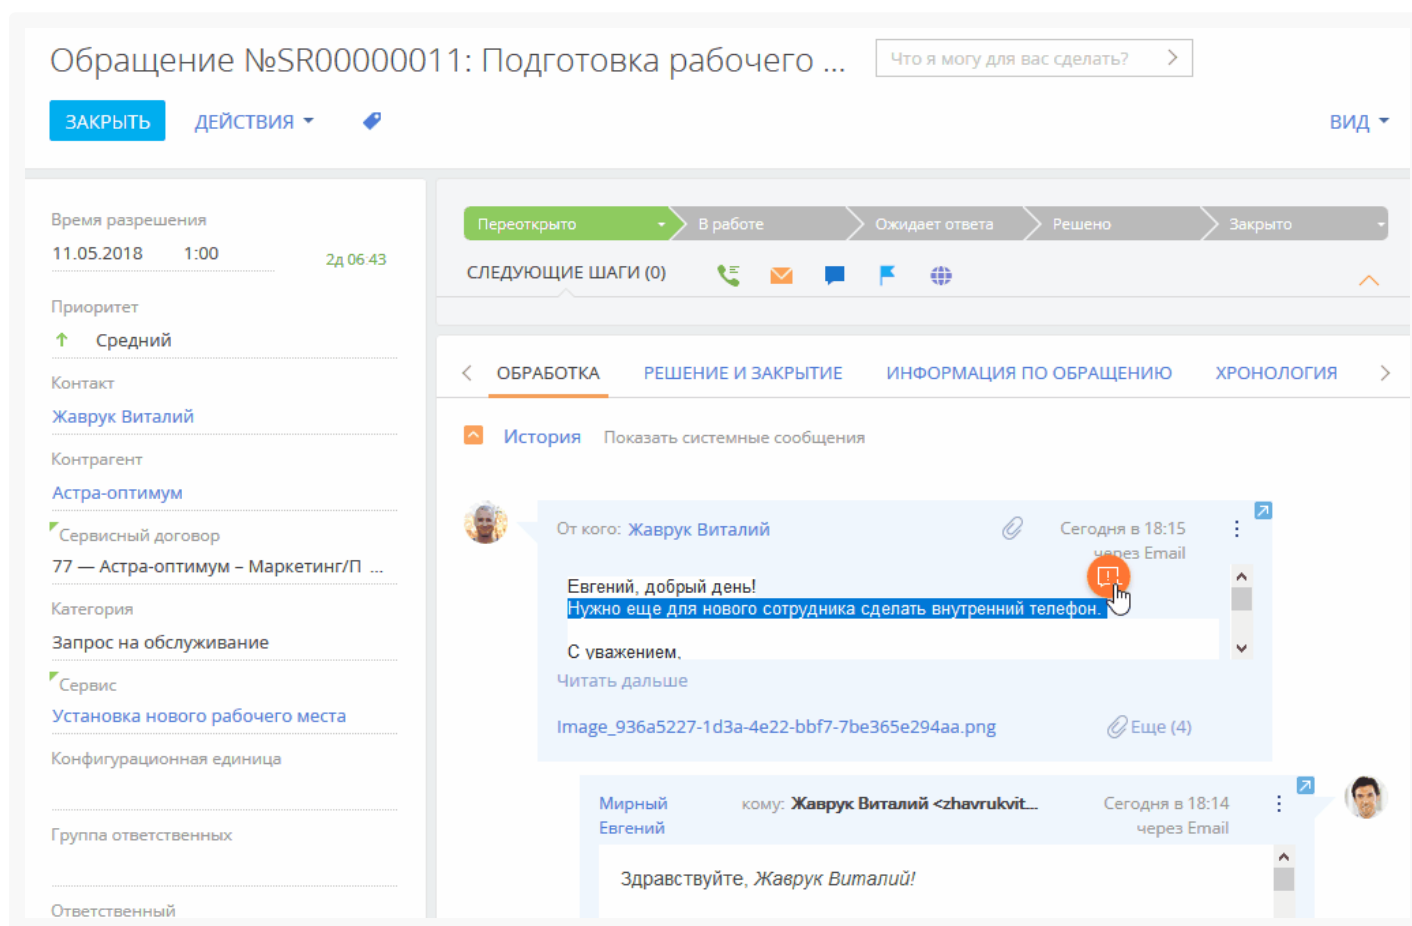 Обращение №SR00000011: Подготовка рабочего ...
Что я могу для вас сделать?
ЗАКРЫТЬ
ДЕЙСТВИЯ
ВИД
Время разрешения
11.05.2018 1:00 2д 06:43
Приоритет
Средний
Контакт
Жаврук Виталий
Контрагент
Астра-оптимум
Сервисный договор
77 — Астра-оптимум – Маркетинг/П ...
Категория
Запрос на обслуживание
Сервис
Установка нового рабочего места
Конфигурационная единица
Группа ответственных
Ответственный
Переоткрыто
В работе
Ожидает ответа
Решено
Закрыто
СЛЕДУЮЩИЕ ШАГИ (0)
ОБРАБОТКА
РЕШЕНИЕ И ЗАКРЫТИЕ
ИНФОРМАЦИЯ ПО ОБРАЩЕНИЮ
ХРОНОЛОГИЯ
История Показать системные сообщения
От кого: Жаврук Виталий
Сегодня в 18:15
через Email
Евгений, добрый день!
Нужно еще для нового сотрудника сделать внутренний телефон.
С уважением,
Читать дальше
Image_936a5227-1d3a-4e22-bbf7-7be365e294aa.png
Еще (4)
Мирный
Евгений
кому: Жаврук Виталий <zhavrukvit...
Сегодня в 18:14
через Email
Здравствуйте, Жаврук Виталий!